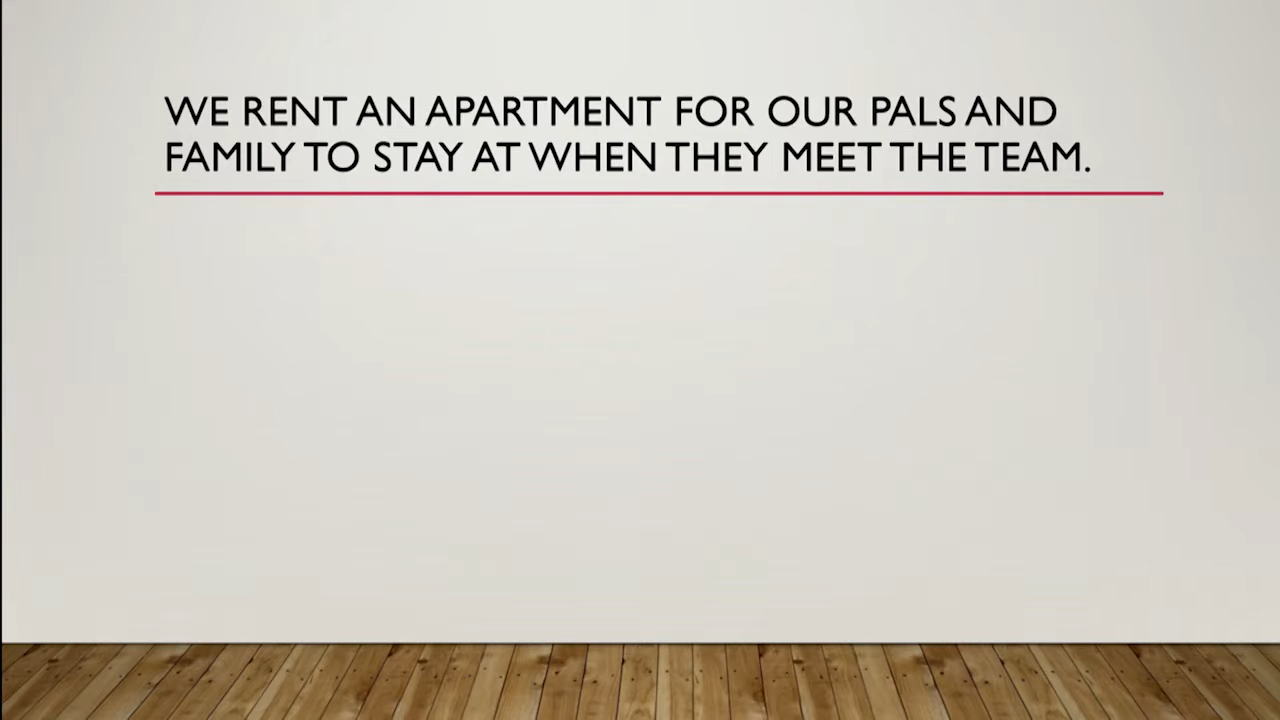 WE RENT AN APARTMENT FOR OUR PALS AND
FAMILY TO STAY AT WHEN THEY MEET THE TEAM.